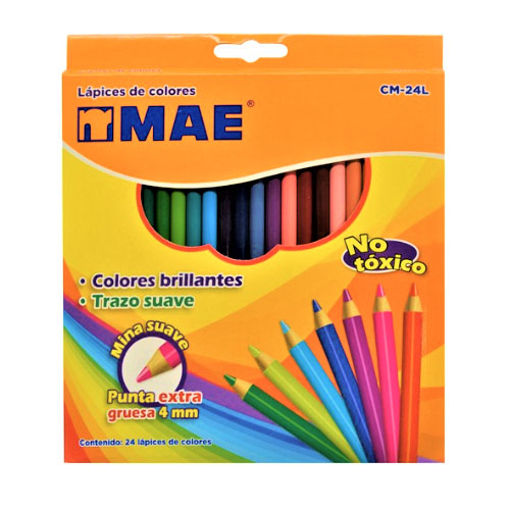 Lápices de colores
CM-24L
MAE®
No
tóxico
• Colores brillantes
• Trazo suave
Mina suave
Punta extra
gruesa 4 mm
Contenido: 24 lápices de colores